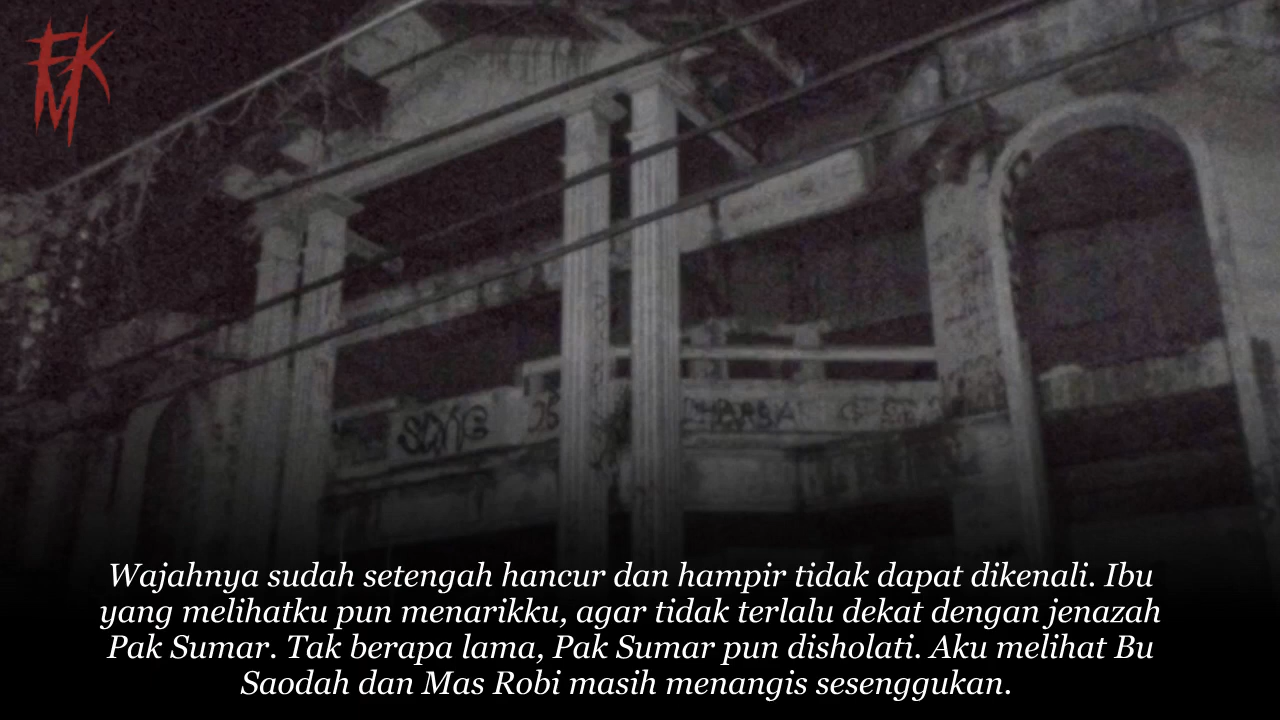 FKM
Wajahnya sudah setengah hancur dan hampir tidak dapat dikenali. Ibu
yang melihatku pun menarikku, agar tidak terlalu dekat dengan jenazah
Pak Sumar. Tak berapa lama, Pak Sumar pun disholati. Aku melihat Bu
Saodah dan Mas Robi masih menangis sesenggukan.